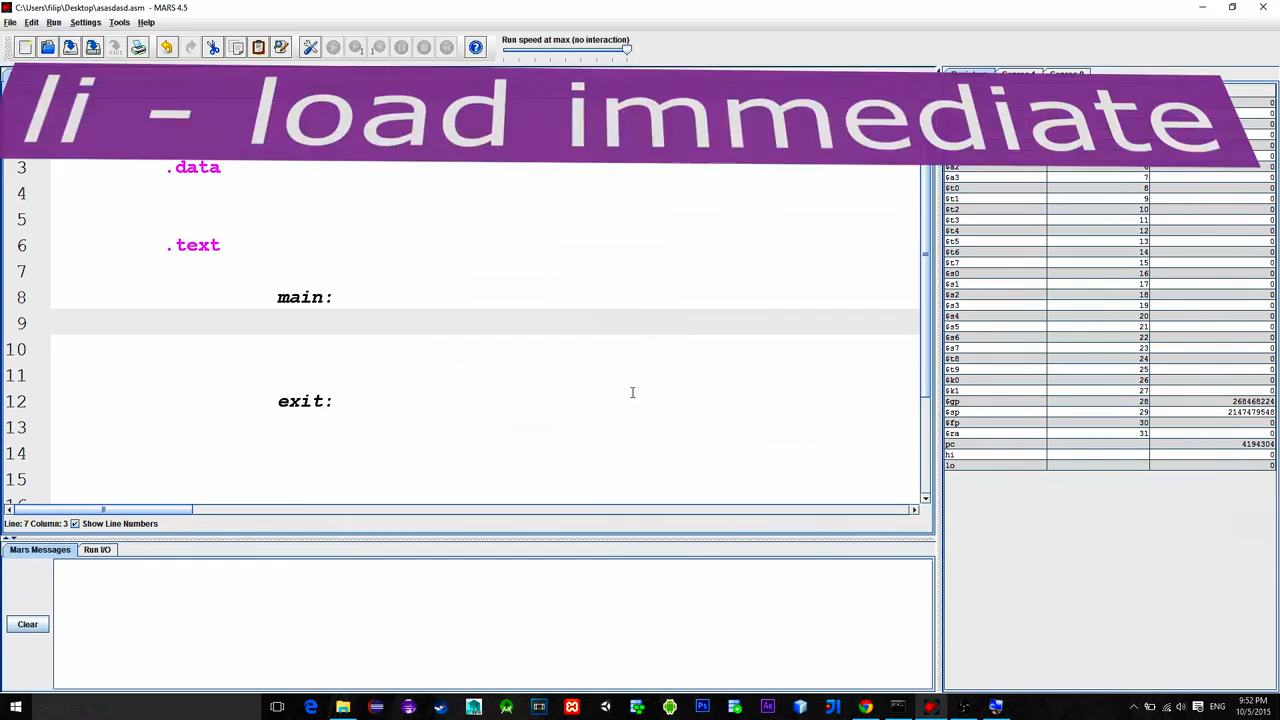 C:\Users\filip\Desktop\asasdasd.asm - MARS 4.5
File Edit Run Settings Tools Help
Run speed at max (no interaction)
li - load immediate
0
0
0
0
0
3 .data
4
5
6 .text
7
8 main:
9
10
11
12 exit:
13
14
15
$a3 7 0
$t0 8 0
$t1 9 0
$t2 10 0
$t3 11 0
$t4 12 0
$t5 13 0
$t6 14 0
$t7 15 0
$s0 16 0
$s1 17 0
$s2 18 0
$s3 19 0
$s4 20 0
$s5 21 0
$s6 22 0
$s7 23 0
$t8 24 0
$t9 25 0
$k0 26 0
$k1 27 0
$gp 28 268468224
$sp 29 2147479548
$fp 30 0
$ra 31 0
pc 4194304
hi 0
lo 0
Line: 7 Column: 3 Show Line Numbers
Mars Messages Run I/O
Clear
ENG
9:52 PM
10/5/2015